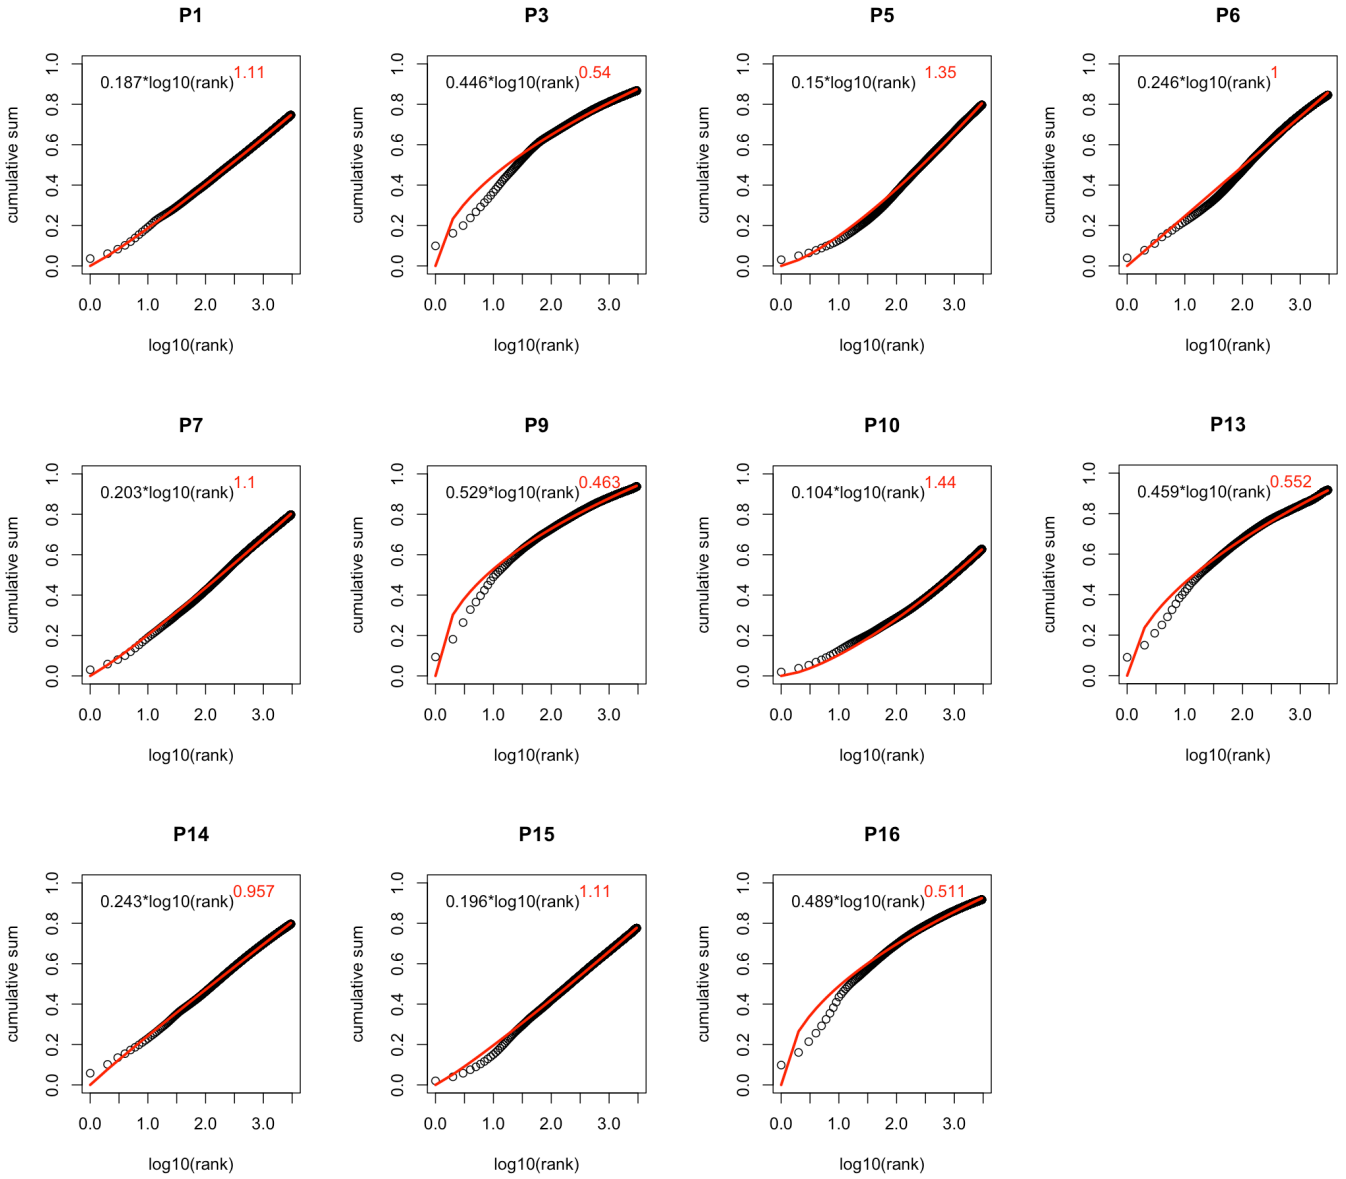 P1
0.187*log10(rank)1.11
cumulative sum
0.0 0.2 0.4 0.6 0.8 1.0
0.0 1.0 2.0 3.0
log10(rank)
P3
0.446*log10(rank)0.54
cumulative sum
0.0 0.2 0.4 0.6 0.8 1.0
0.0 1.0 2.0 3.0
log10(rank)
P5
0.15*log10(rank)1.35
cumulative sum
0.0 0.2 0.4 0.6 0.8 1.0
0.0 1.0 2.0 3.0
log10(rank)
P6
0.246*log10(rank)1
cumulative sum
0.0 0.2 0.4 0.6 0.8 1.0
0.0 1.0 2.0 3.0
log10(rank)
P7
0.203*log10(rank)1.1
cumulative sum
0.0 0.2 0.4 0.6 0.8 1.0
0.0 1.0 2.0 3.0
log10(rank)
P9
0.529*log10(rank)0.463
cumulative sum
0.0 0.2 0.4 0.6 0.8 1.0
0.0 1.0 2.0 3.0
log10(rank)
P10
0.104*log10(rank)1.44
cumulative sum
0.0 0.2 0.4 0.6 0.8 1.0
0.0 1.0 2.0 3.0
log10(rank)
P13
0.459*log10(rank)0.552
cumulative sum
0.0 0.2 0.4 0.6 0.8 1.0
0.0 1.0 2.0 3.0
log10(rank)
P14
0.243*log10(rank)0.957
cumulative sum
0.0 0.2 0.4 0.6 0.8 1.0
0.0 1.0 2.0 3.0
log10(rank)
P15
0.196*log10(rank)1.11
cumulative sum
0.0 0.2 0.4 0.6 0.8 1.0
0.0 1.0 2.0 3.0
log10(rank)
P16
0.489*log10(rank)0.511
cumulative sum
0.0 0.2 0.4 0.6 0.8 1.0
0.0 1.0 2.0 3.0
log10(rank)